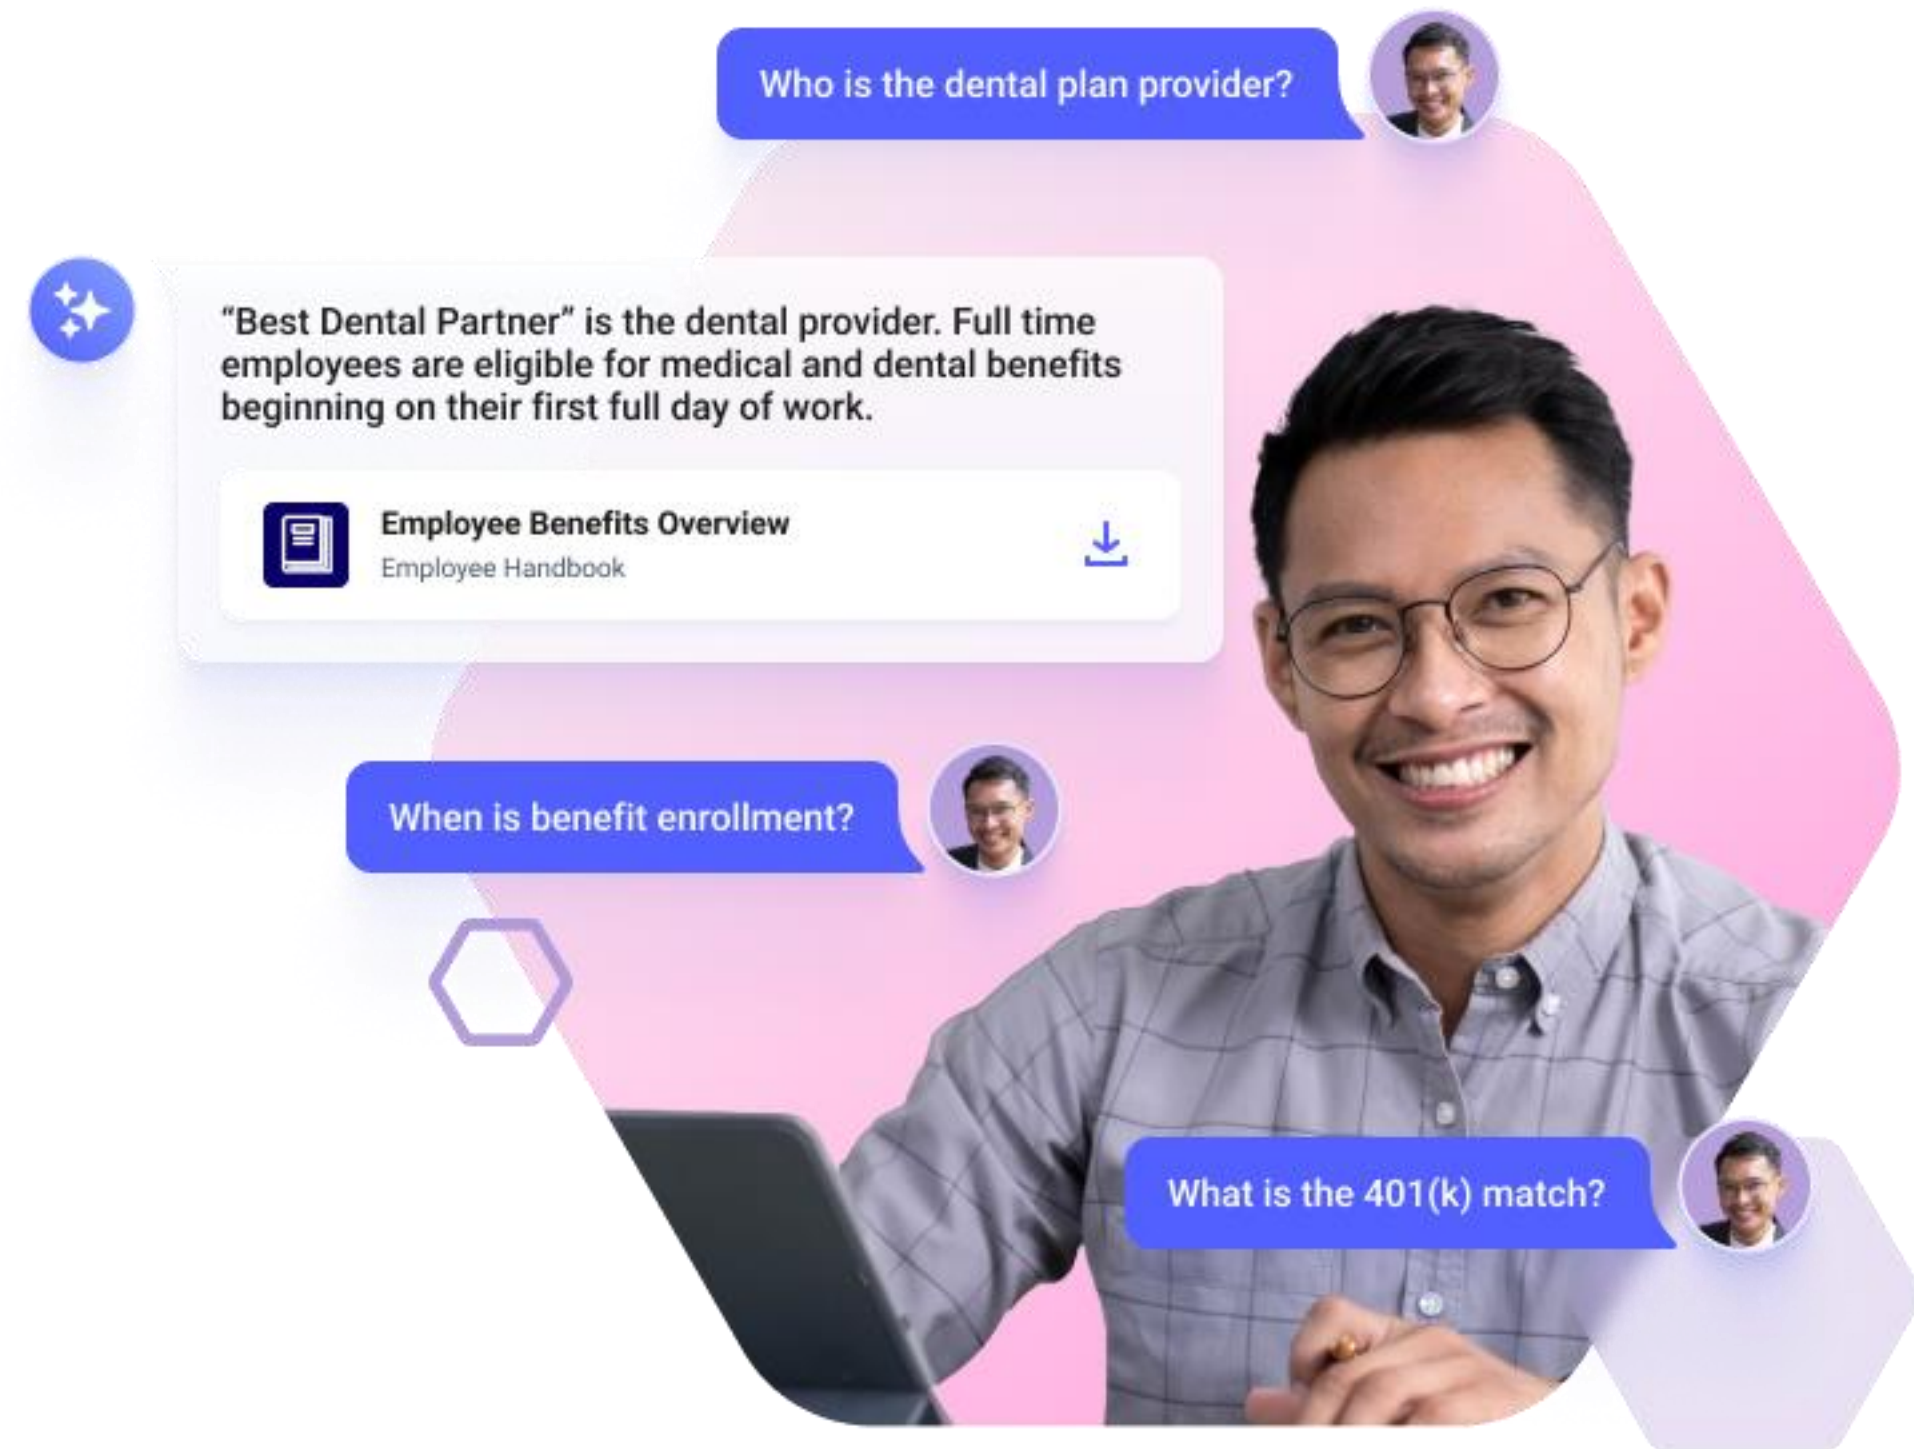 Who is the dental plan provider?
“Best Dental Partner” is the dental provider. Full time
employees are eligible for medical and dental benefits
beginning on their first full day of work.
Employee Benefits Overview
Employee Handbook
When is benefit enrollment?
What is the 401(k) match?